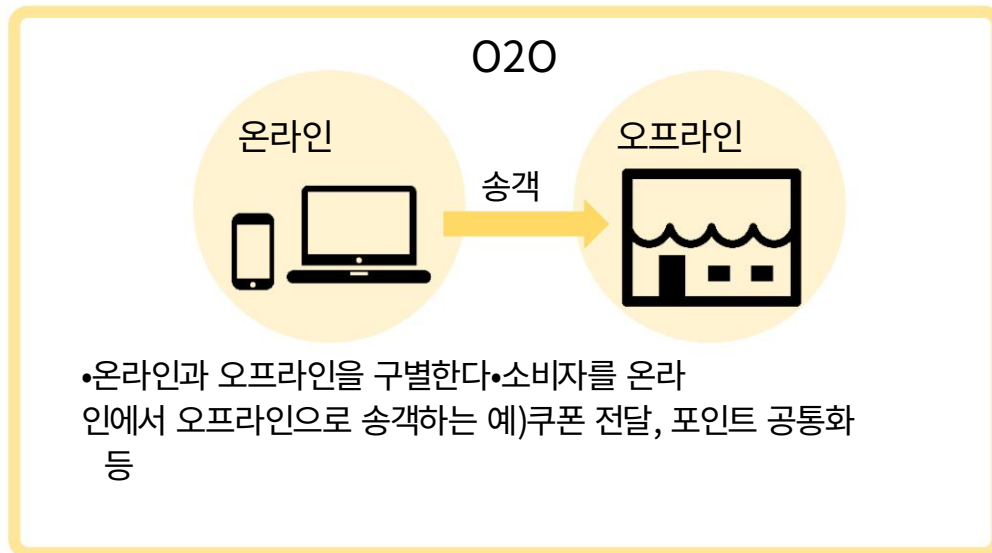 O2O
온라인
오프라인
송객
•온라인과 오프라인을 구별한다•소비자를 온라
인에서 오프라인으로 송객하는 예)쿠폰 전달, 포인트 공통화
등